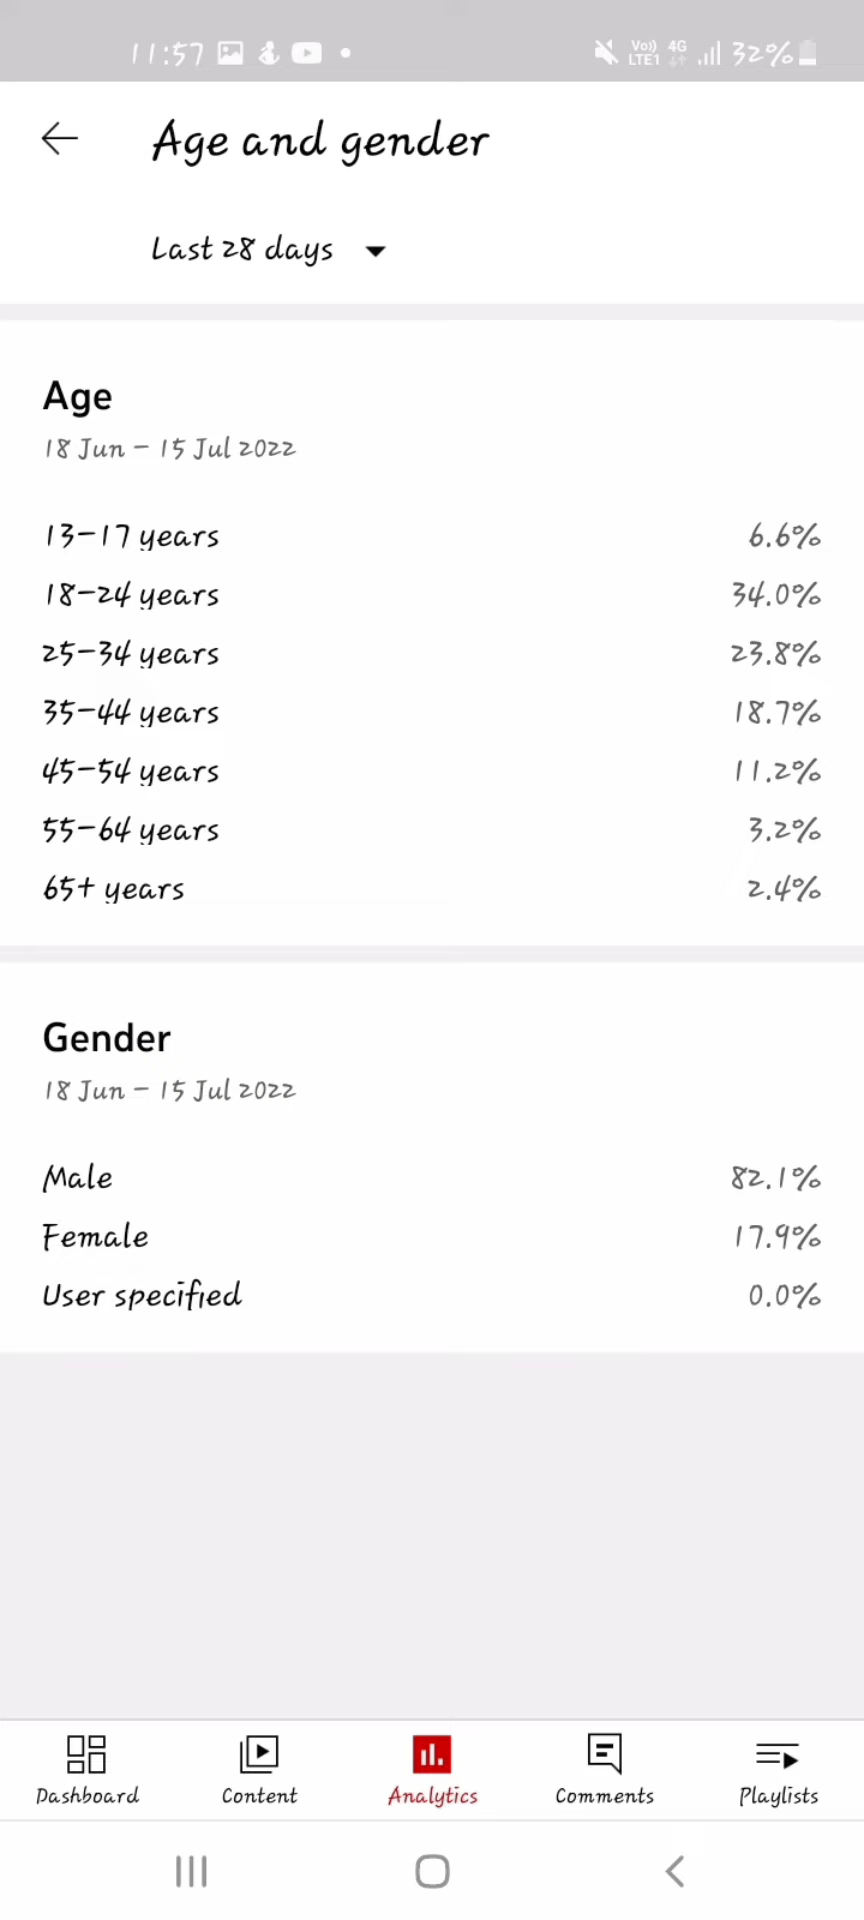 11:57 Vo)) LTE1 4G 32%
Age and gender
Last 28 days
Age
18 Jun – 15 Jul 2022
13–17 years 6.6%
18–24 years 34.0%
25–34 years 23.8%
35–44 years 18.7%
45–54 years 11.2%
55–64 years 3.2%
65+ years 2.4%
Gender
18 Jun – 15 Jul 2022
Male 82.1%
Female 17.9%
User specified 0.0%
Dashboard Content Analytics Comments Playlists